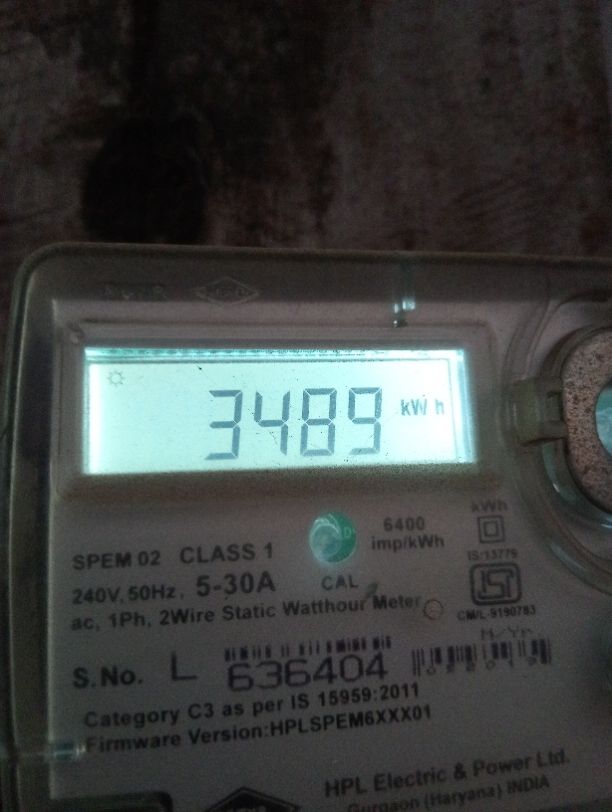 3489 kWh
6400
imp/kWh
kWh
SPEM 02 CLASS 1
IS:13779
240V, 50Hz, 5-30A CAL
ac, 1Ph, 2Wire Static Watthour Meter
CM/L-9190783
M/Yr
S.No. L 636404
Category C3 as per IS 15959:2011
Firmware Version:HPLSPEM6XXX01
HPL Electric & Power Ltd.
Gurgaon (Haryana) INDIA